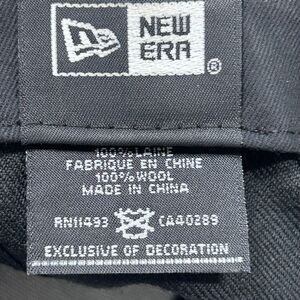 NEW
ERA®
100% LAINE
FABRIQUE EN CHINE
100% WOOL
MADE IN CHINA
RN11493 CA40289
EXCLUSIVE OF DECORATION